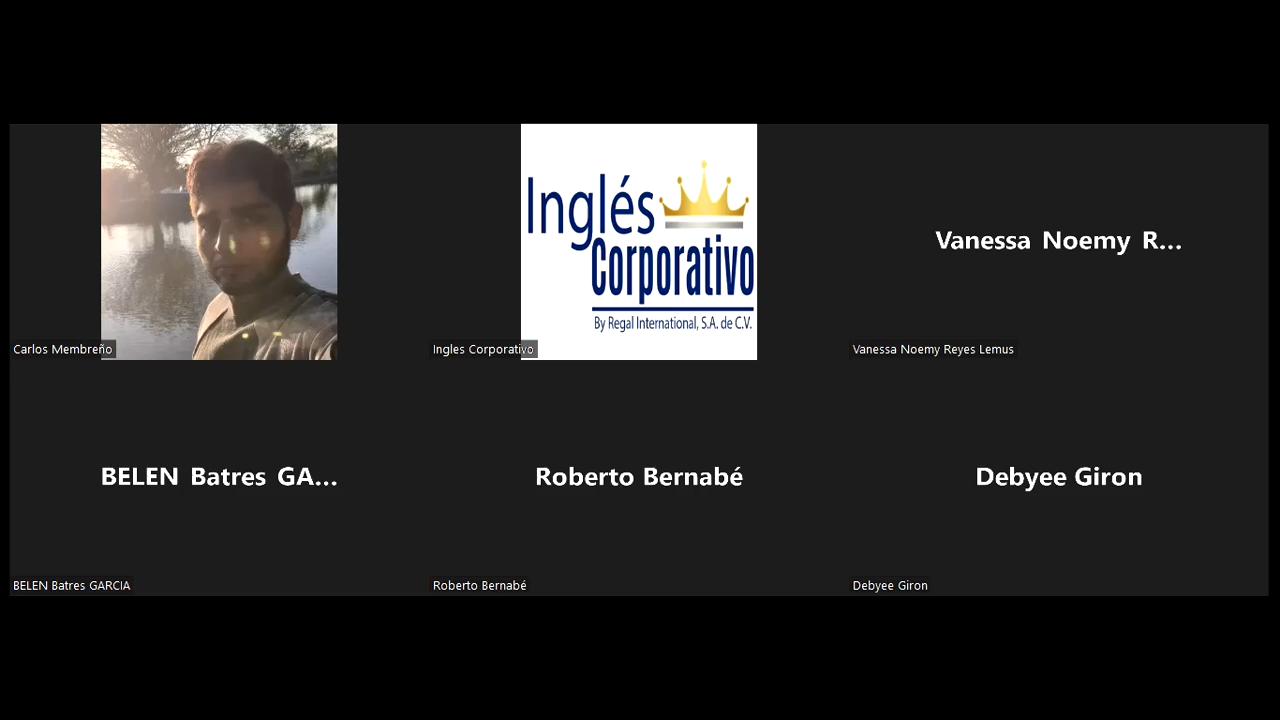 Inglés
Corporativo
By Regal International, S.A. de C.V.
Vanessa Noemy R...
Carlos Membreño
Ingles Corporativo
Vanessa Noemy Reyes Lemus
BELEN Batres GA...
Roberto Bernabé
Debyee Giron
BELEN Batres GARCIA
Roberto Bernabé
Debyee Giron